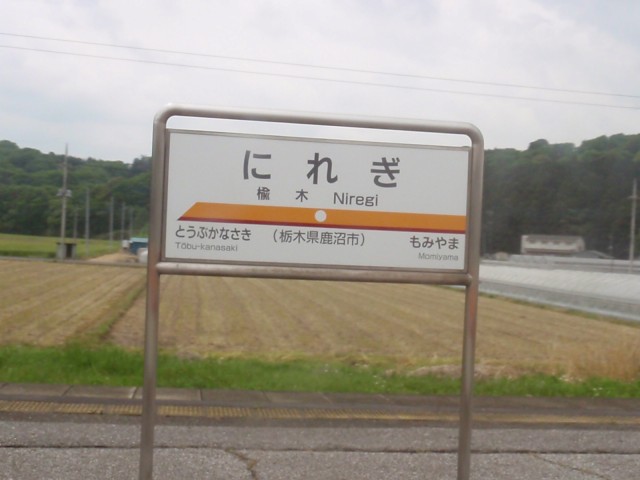 にれぎ
楡木 Niregi
とうぶかなさき (栃木県鹿沼市) もみやま
Tōbu-kanasaki Momiyama